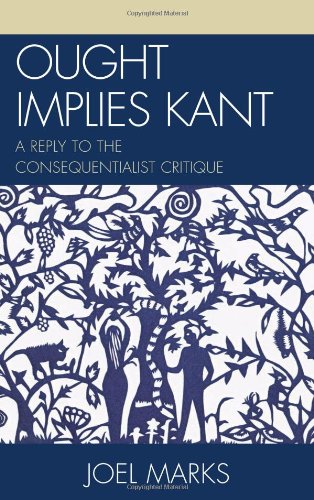 OUGHT
IMPLIES KANT
A REPLY TO THE
CONSEQUENTIALIST CRITIQUE
JOEL MARKS